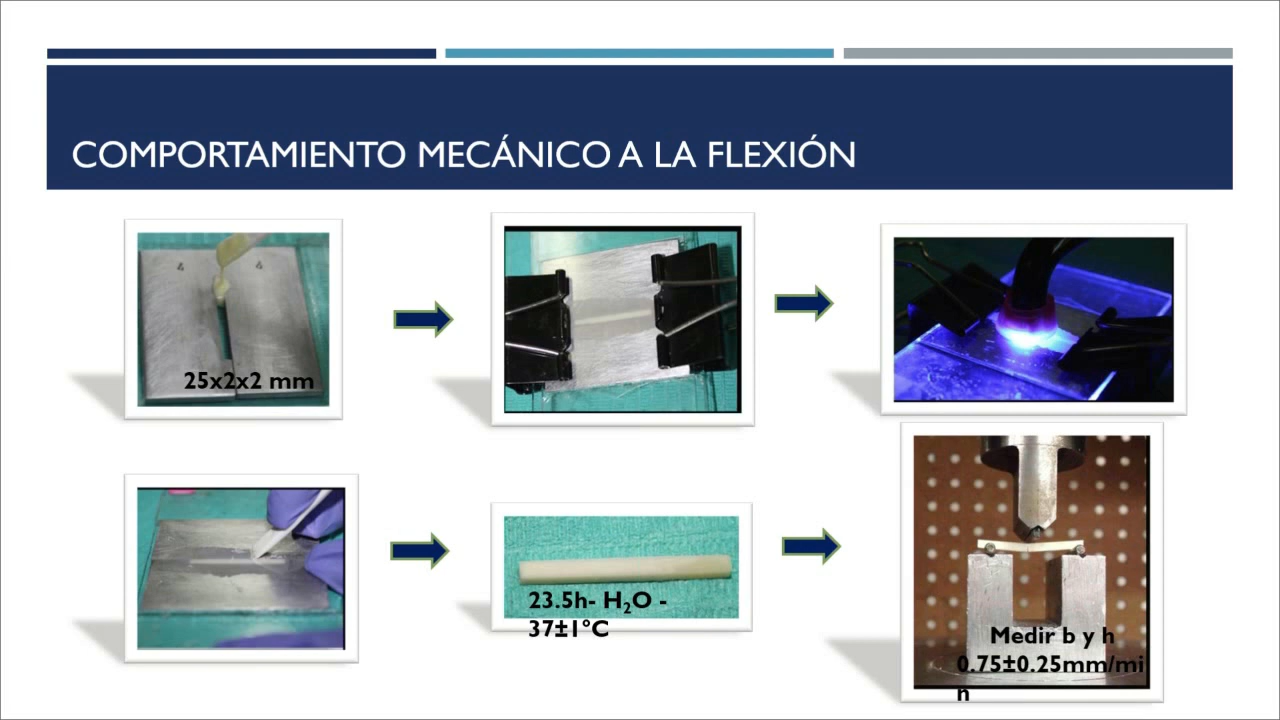 COMPORTAMIENTO MECÁNICO A LA FLEXIÓN
25x2x2 mm
23.5h- H₂O -
37±1°C
Medir b y h
0.75±0.25mm/mi
n